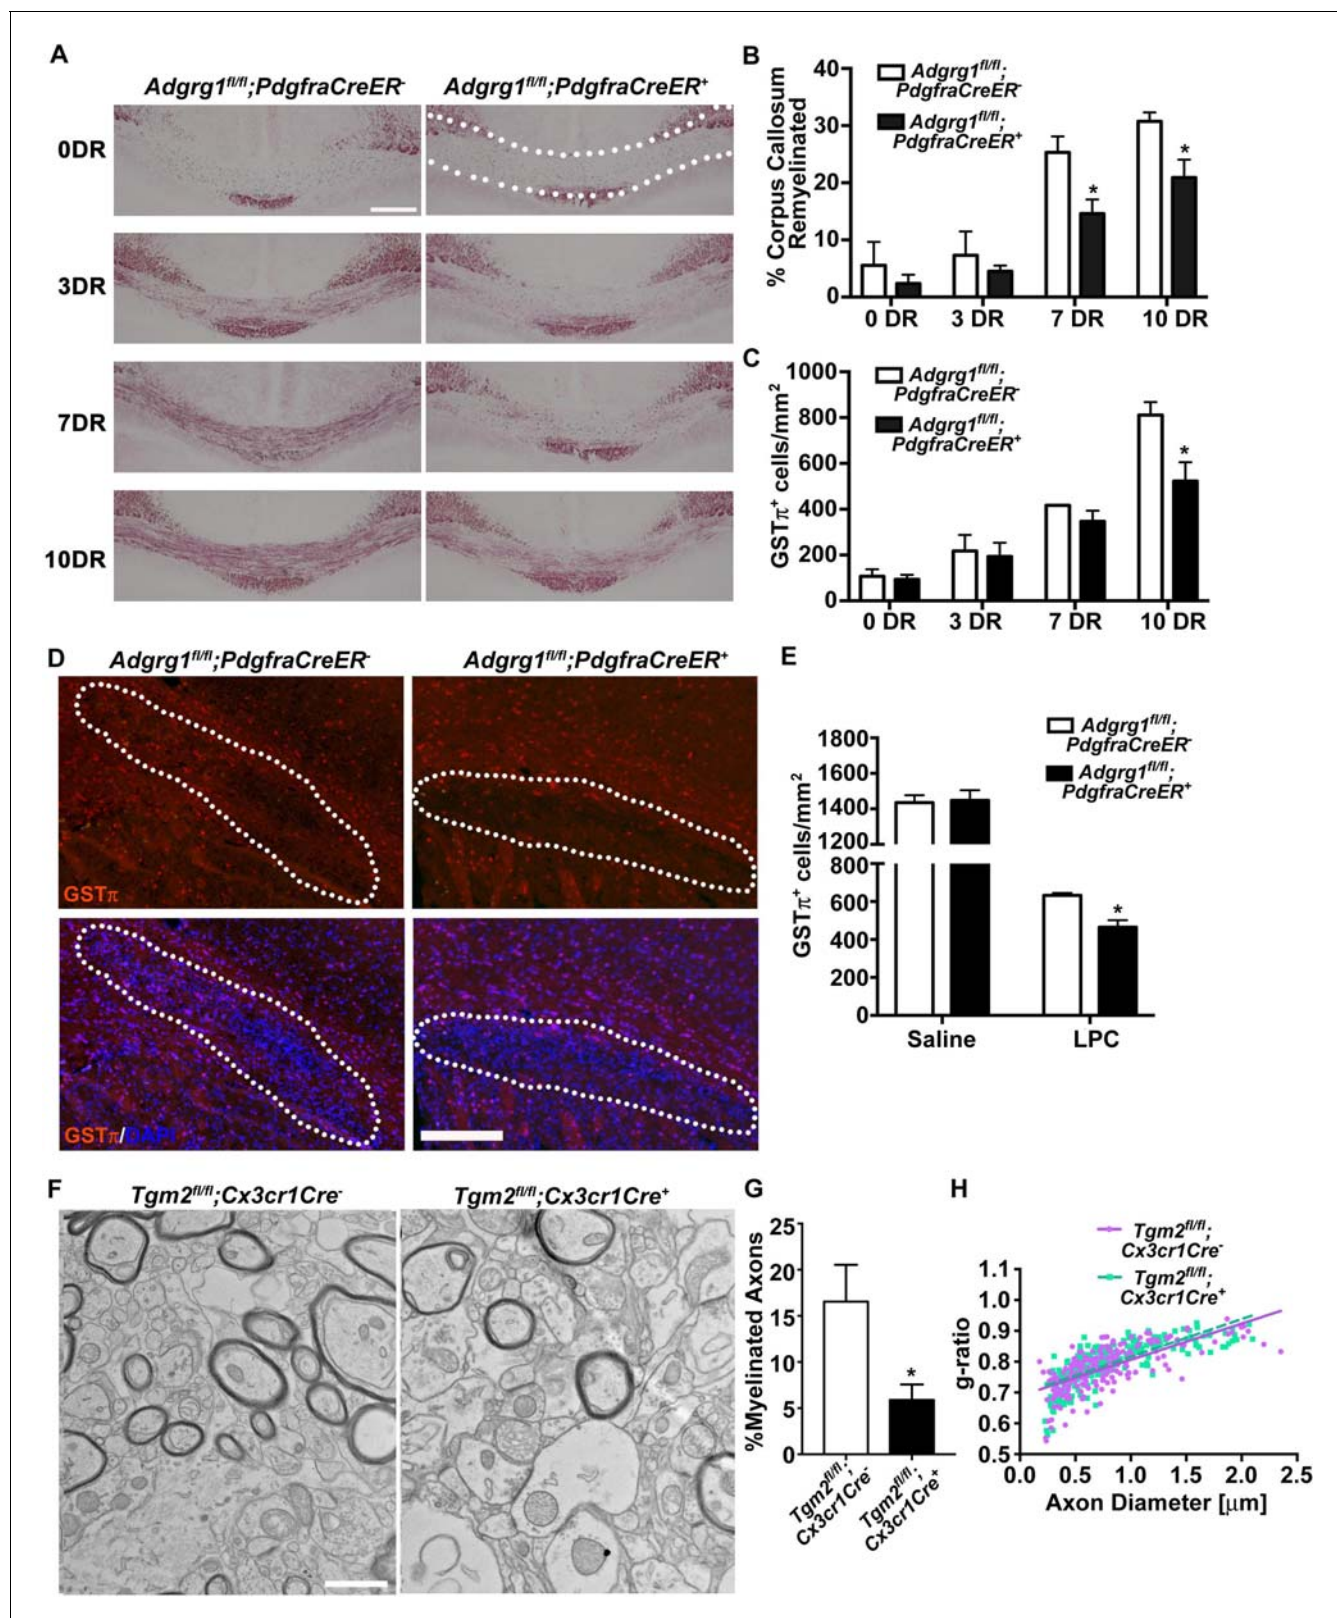 A
Adgrg1fl/fl;PdgfraCreER-
Adgrg1fl/fl;PdgfraCreER+
0DR
3DR
7DR
10DR
B
% Corpus Callosum
Remyelinated
40
30
20
10
0
Adgrg1fl/fl;
PdgfraCreER-
Adgrg1fl/fl;
PdgfraCreER+
*
*
0 DR
3 DR
7 DR
10 DR
C
GSTπ+ cells/mm2
1000
800
600
400
200
0
Adgrg1fl/fl;
PdgfraCreER-
Adgrg1fl/fl;
PdgfraCreER+
*
0 DR
3 DR
7 DR
10 DR
D
Adgrg1fl/fl;PdgfraCreER-
Adgrg1fl/fl;PdgfraCreER+
GSTπ
GSTπ/DAPI
E
GSTπ+ cells/mm2
1800
1600
1400
1200
800
600
400
200
0
Adgrg1fl/fl;
PdgfraCreER-
Adgrg1fl/fl;
PdgfraCreER+
*
Saline
LPC
F
Tgm2fl/fl;Cx3cr1Cre-
Tgm2fl/fl;Cx3cr1Cre+
G
%Myelinated Axons
25
20
15
10
5
0
*
Tgm2fl/fl;
Cx3cr1Cre-
Tgm2fl/fl;
Cx3cr1Cre+
H
Tgm2fl/fl;
Cx3cr1Cre-
Tgm2fl/fl;
Cx3cr1Cre+
g-ratio
1.1
1.0
0.9
0.8
0.7
0.6
0.5
0.0
0.5
1.0
1.5
2.0
2.5
Axon Diameter [μm]